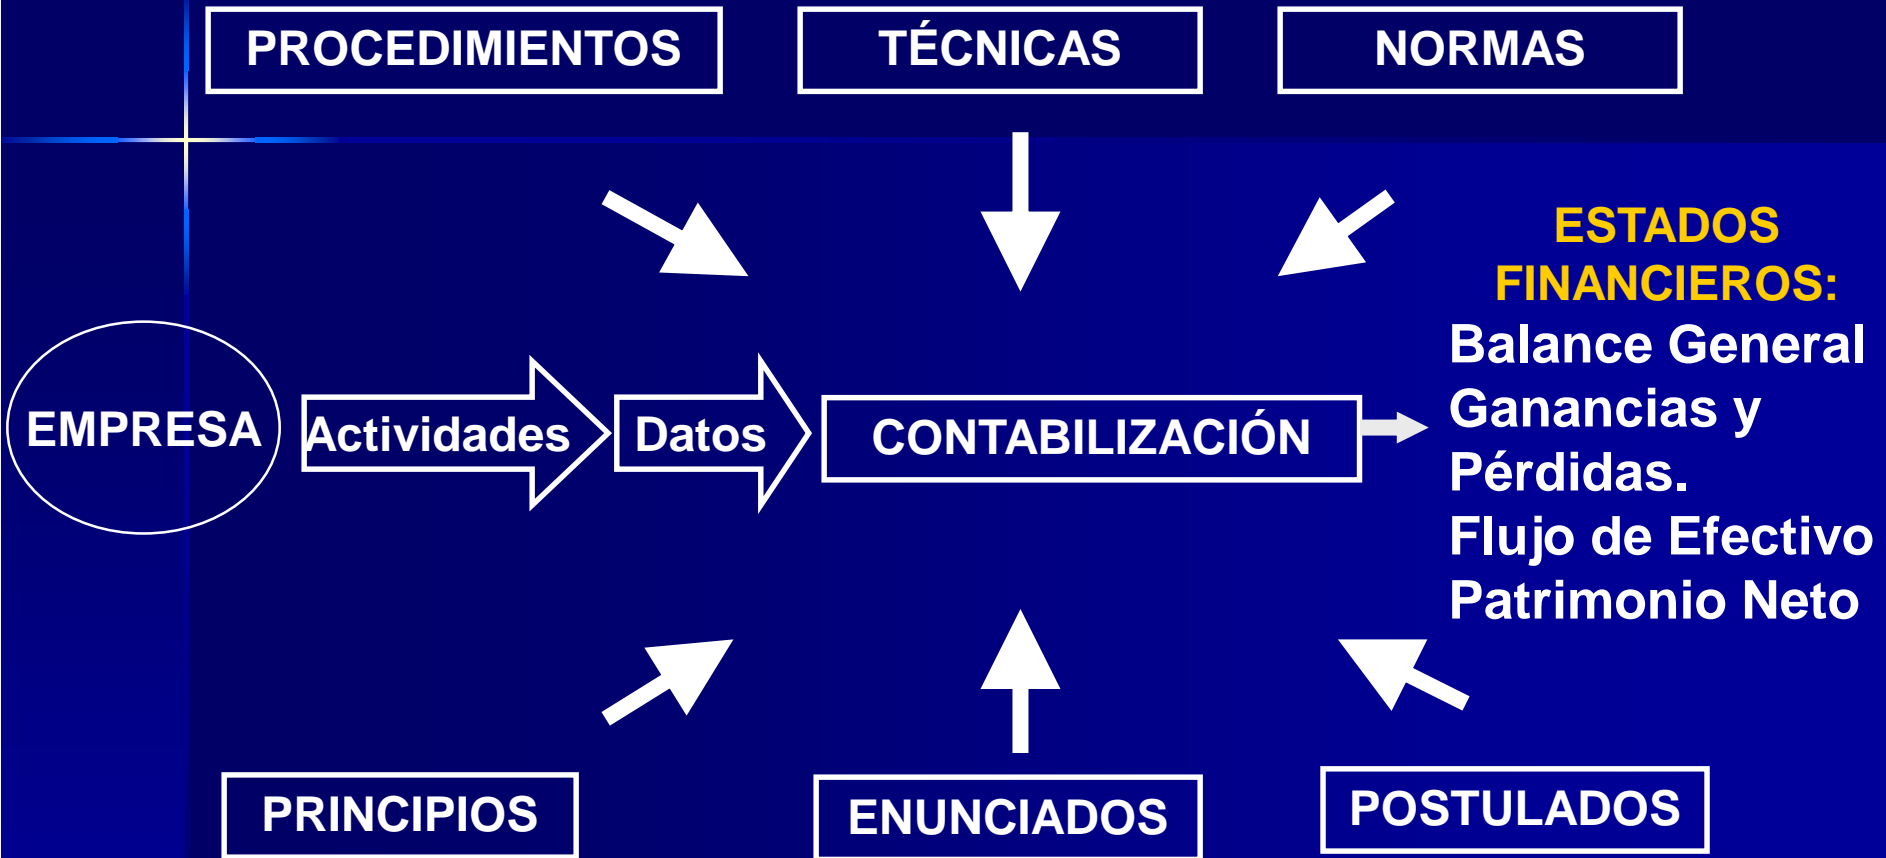 PROCEDIMIENTOS
TÉCNICAS
NORMAS
EMPRESA
Actividades
Datos
CONTABILIZACIÓN
ESTADOS
FINANCIEROS:
Balance General
Ganancias y
Pérdidas.
Flujo de Efectivo
Patrimonio Neto
PRINCIPIOS
ENUNCIADOS
POSTULADOS